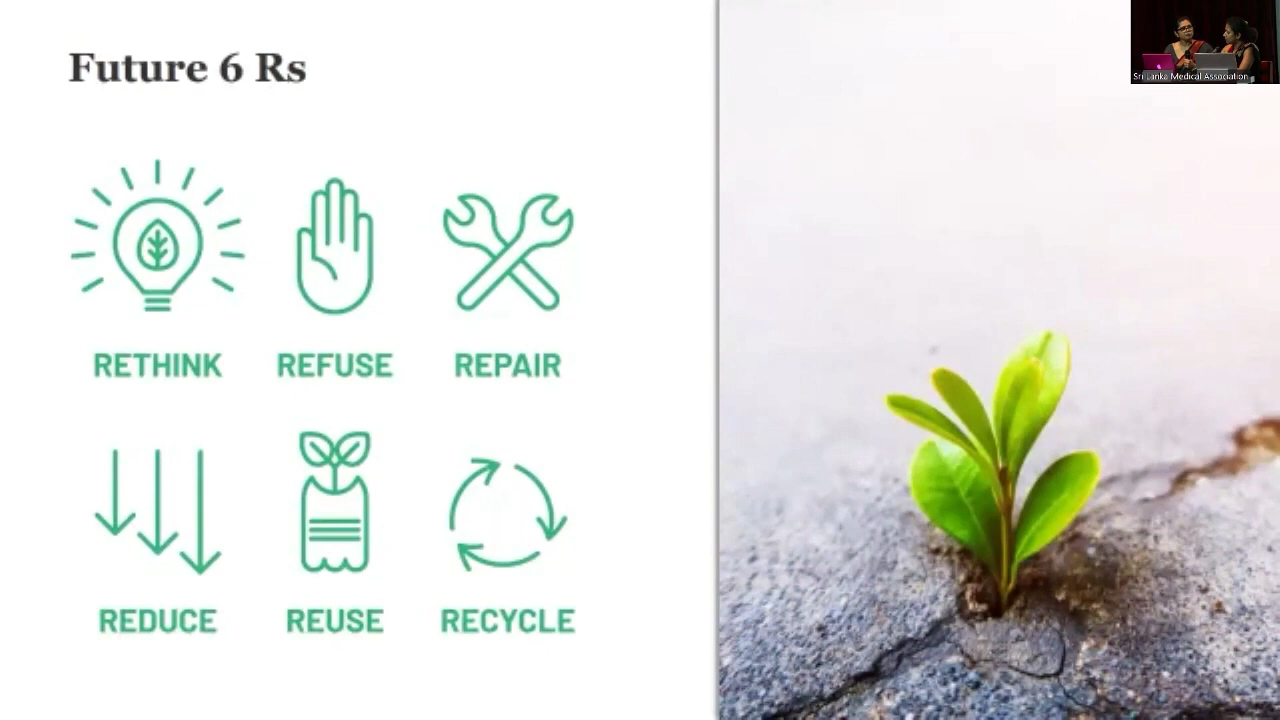 Future 6 Rs
RETHINK REFUSE REPAIR
REDUCE REUSE RECYCLE
Sri Lanka Medical Association